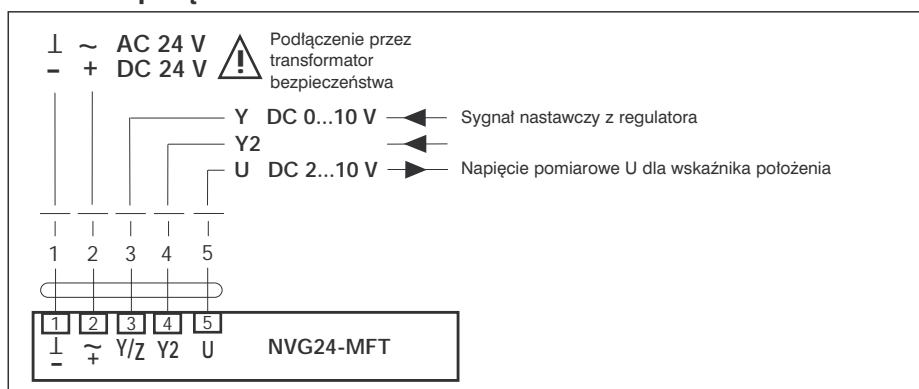 ⊥ ~ AC 24 V
– + DC 24 V
Podłączenie przez
transformator
bezpieczeństwa
Y DC 0...10 V Sygnał nastawczy z regulatora
Y2
U DC 2...10 V Napięcie pomiarowe U dla wskaźnika położenia
1 2 3 4 5
1 2 3 4 5
⊥ ~ Y/Z Y2 U NVG24-MFT
– +